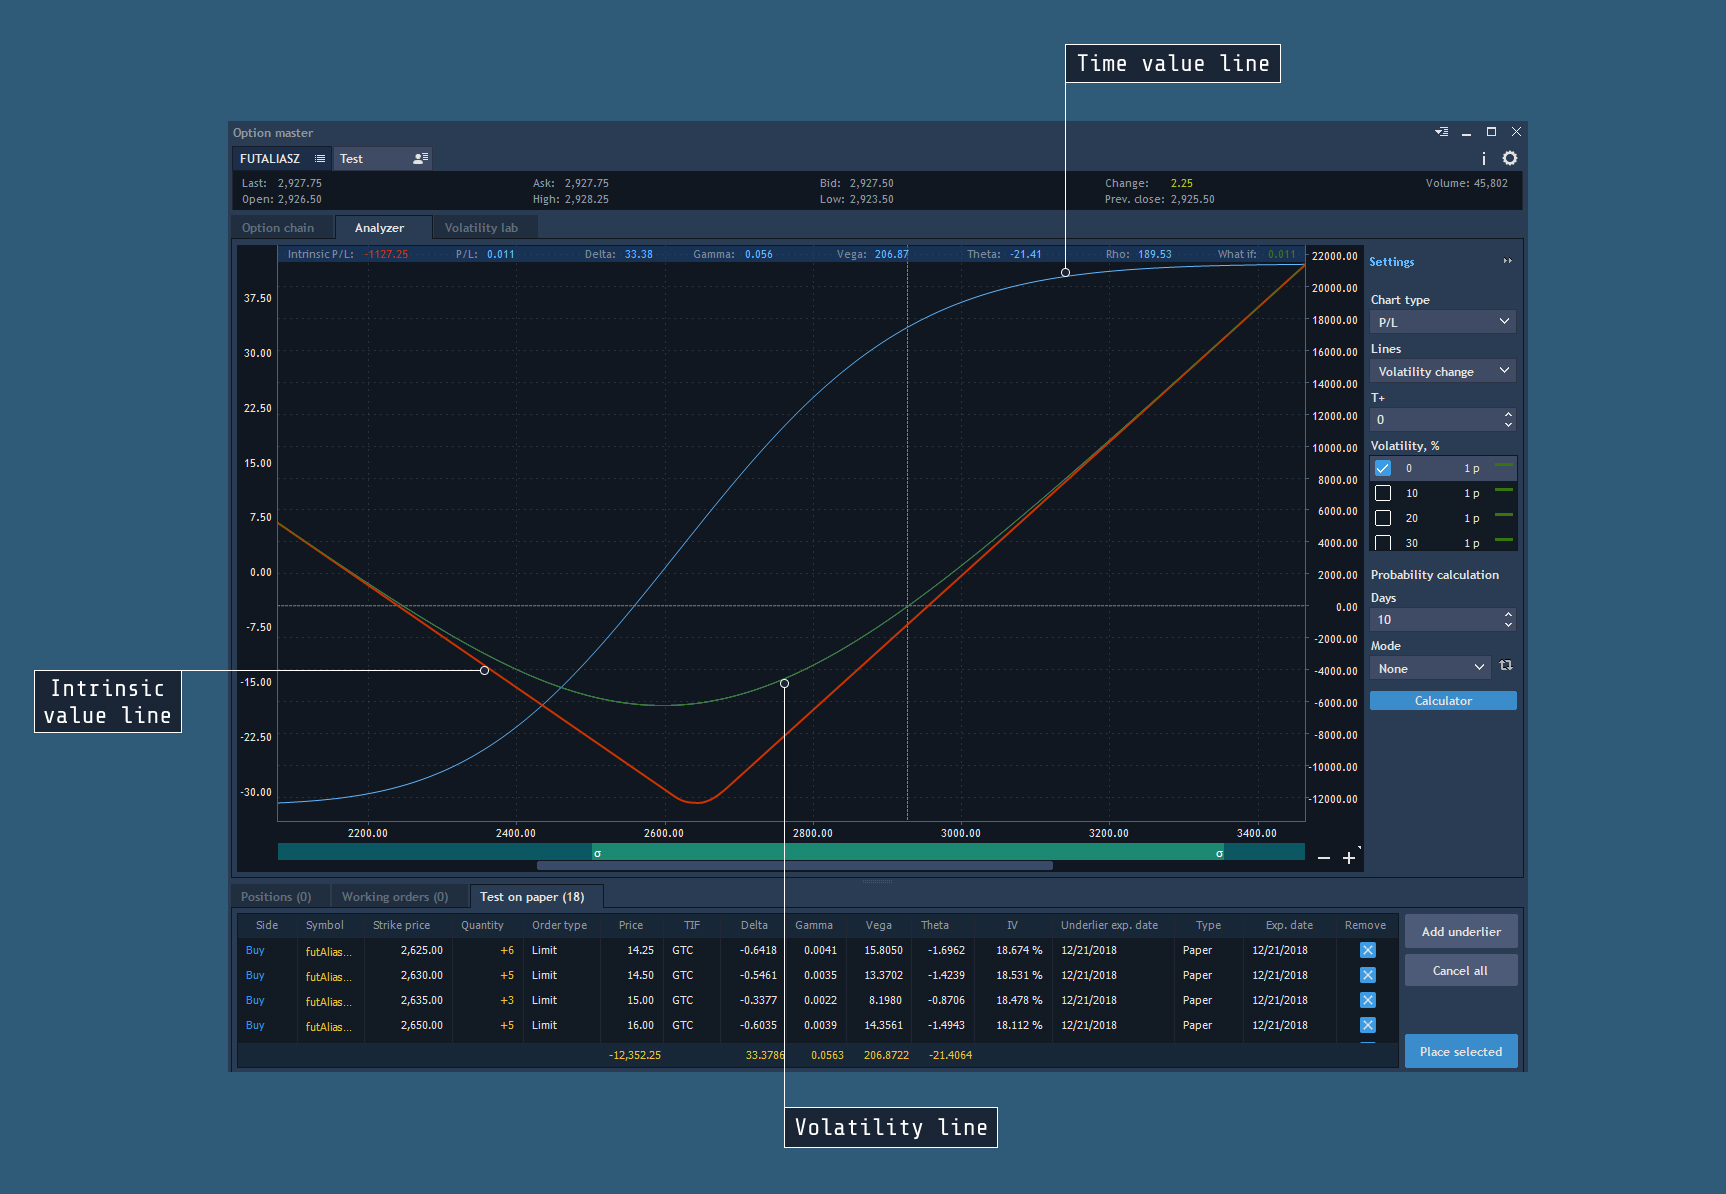 Time value line
Option master
FUTALIASZ Test
i
Last: 2,927.75 Ask: 2,927.75 Bid: 2,927.50 Change: 2.25 Volume: 45,802
Open: 2,926.50 High: 2,928.25 Low: 2,923.50 Prev. close: 2,925.50
Option chain Analyzer Volatility lab
Intrinsic P/L: -1127.25 P/L: 0.011 Delta: 33.38 Gamma: 0.056 Vega: 206.87 Theta: -21.41 Rho: 189.53 What if: 0.011
37.50
30.00
22.50
15.00
7.50
0.00
-7.50
-15.00
-22.50
-30.00
22000.00
20000.00
18000.00
16000.00
14000.00
12000.00
10000.00
8000.00
6000.00
4000.00
2000.00
0.00
-2000.00
-4000.00
-6000.00
-8000.00
-10000.00
-12000.00
2200.00 2400.00 2600.00 2800.00 3000.00 3200.00 3400.00
σ σ
Settings
Chart type
P/L
Lines
Volatility change
T+
0
Volatility, %
0 1 p
10 1 p
20 1 p
30 1 p
Probability calculation
Days
10
Mode
None
Calculator
Intrinsic
value line
Positions (0) Working orders (0) Test on paper (18)
Side Symbol Strike price Quantity Order type Price TIF Delta Gamma Vega Theta IV Underlier exp. date Type Exp. date Remove
Buy futAlias... 2,625.00 +6 Limit 14.25 GTC -0.6418 0.0041 15.8050 -1.6962 18.674 % 12/21/2018 Paper 12/21/2018
Buy futAlias... 2,630.00 +5 Limit 14.50 GTC -0.5461 0.0035 13.3702 -1.4239 18.531 % 12/21/2018 Paper 12/21/2018
Buy futAlias... 2,635.00 +3 Limit 15.00 GTC -0.3377 0.0022 8.1980 -0.8706 18.478 % 12/21/2018 Paper 12/21/2018
Buy futAlias... 2,650.00 +5 Limit 16.00 GTC -0.6035 0.0039 14.3561 -1.4943 18.112 % 12/21/2018 Paper 12/21/2018
-12,352.25 33.3786 0.0563 206.8722 -21.4064
Add underlier
Cancel all
Place selected
Volatility line